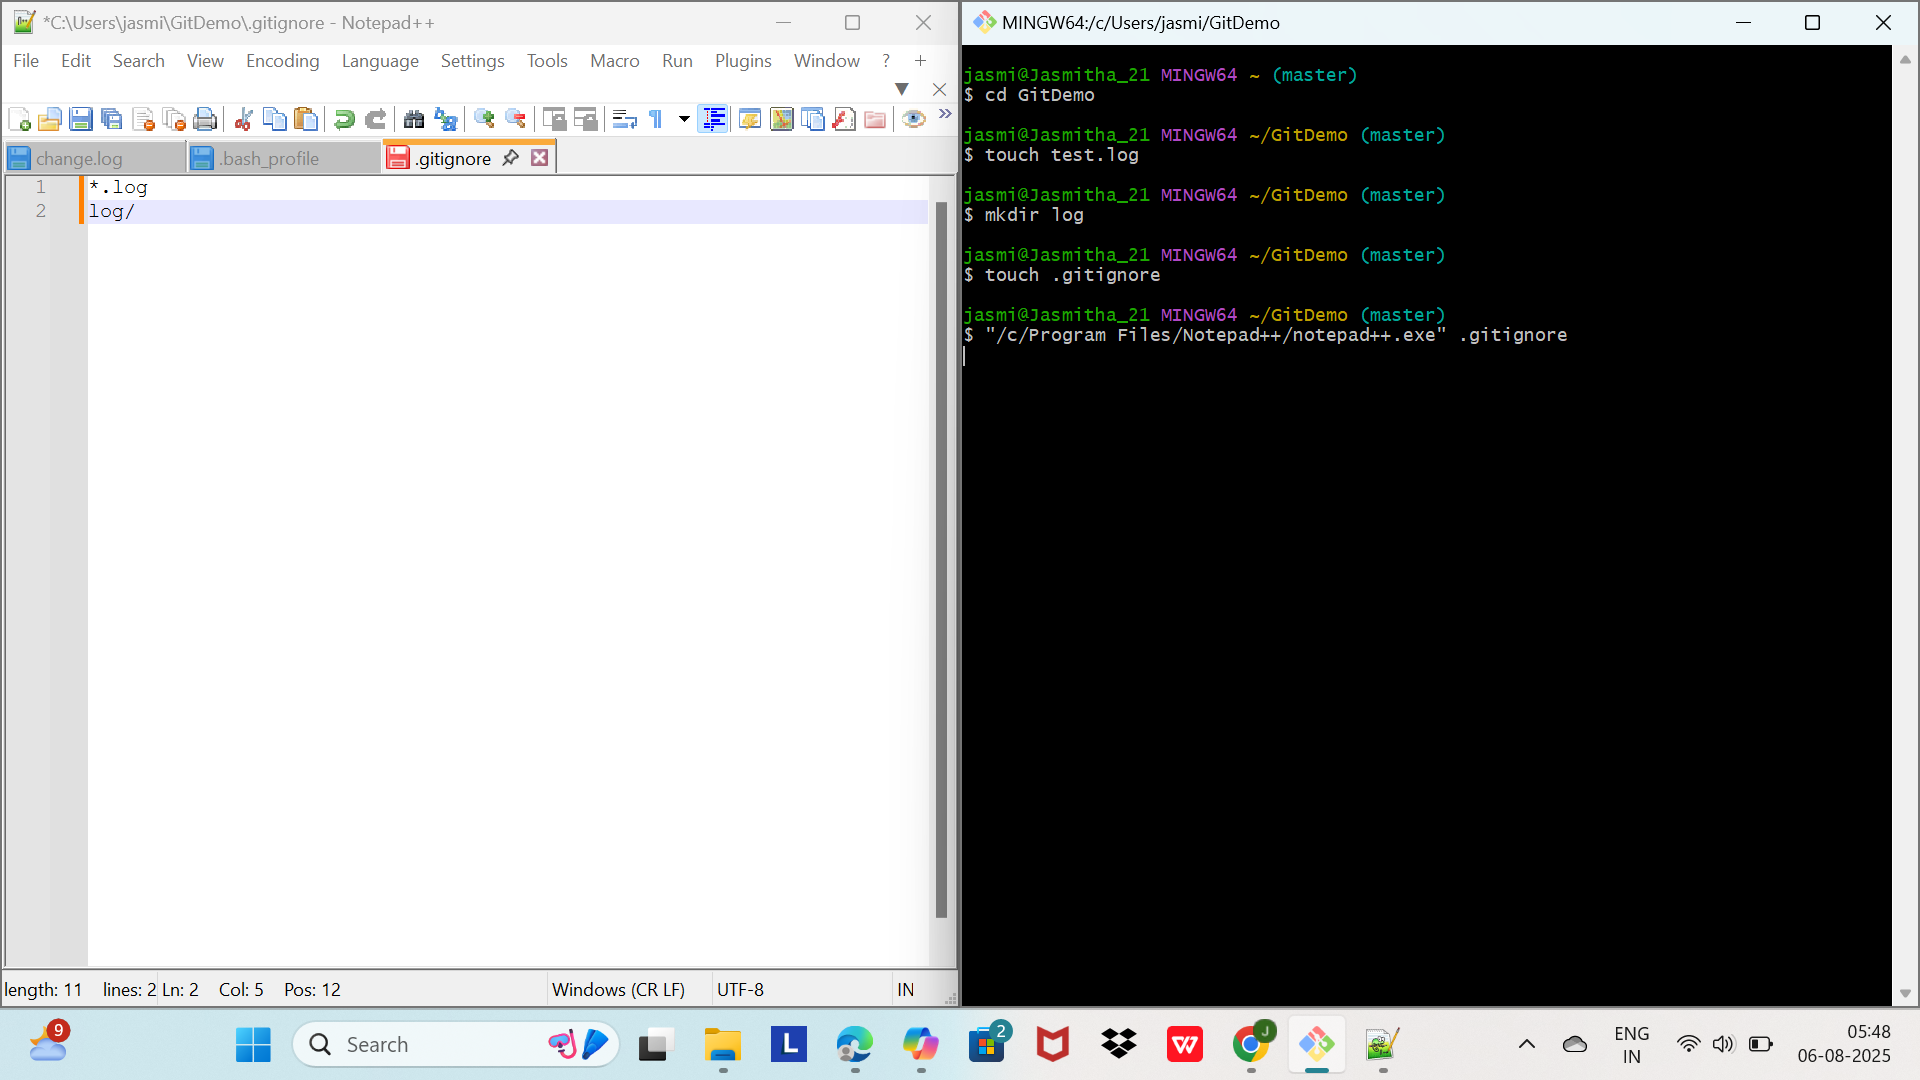 *C:\Users\jasmi\GitDemo\.gitignore - Notepad++
File Edit Search View Encoding Language Settings Tools Macro Run Plugins Window ? +
change.log .bash_profile .gitignore
1 *.log
2 log/
length: 11 lines: 2 Ln: 2 Col: 5 Pos: 12 Windows (CR LF) UTF-8 IN
MINGW64:/c/Users/jasmi/GitDemo
jasmi@Jasmitha_21 MINGW64 ~ (master)
$ cd GitDemo
jasmi@Jasmitha_21 MINGW64 ~/GitDemo (master)
$ touch test.log
jasmi@Jasmitha_21 MINGW64 ~/GitDemo (master)
$ mkdir log
jasmi@Jasmitha_21 MINGW64 ~/GitDemo (master)
$ touch .gitignore
jasmi@Jasmitha_21 MINGW64 ~/GitDemo (master)
$ "/c/Program Files/Notepad++/notepad++.exe" .gitignore
9
Search
L
2
W
J
ENG
IN
05:48
06-08-2025